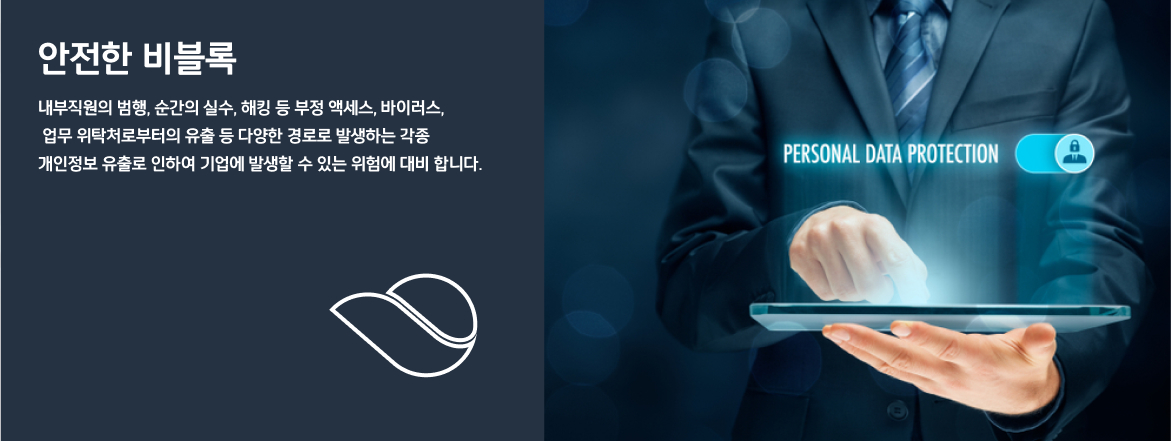 안전한 비블록
내부직원의 범행, 순간의 실수, 해킹 등 부정 액세스, 바이러스,
업무 위탁처로부터의 유출 등 다양한 경로로 발생하는 각종
개인정보 유출로 인하여 기업에 발생할 수 있는 위험에 대비 합니다.
PERSONAL DATA PROTECTION